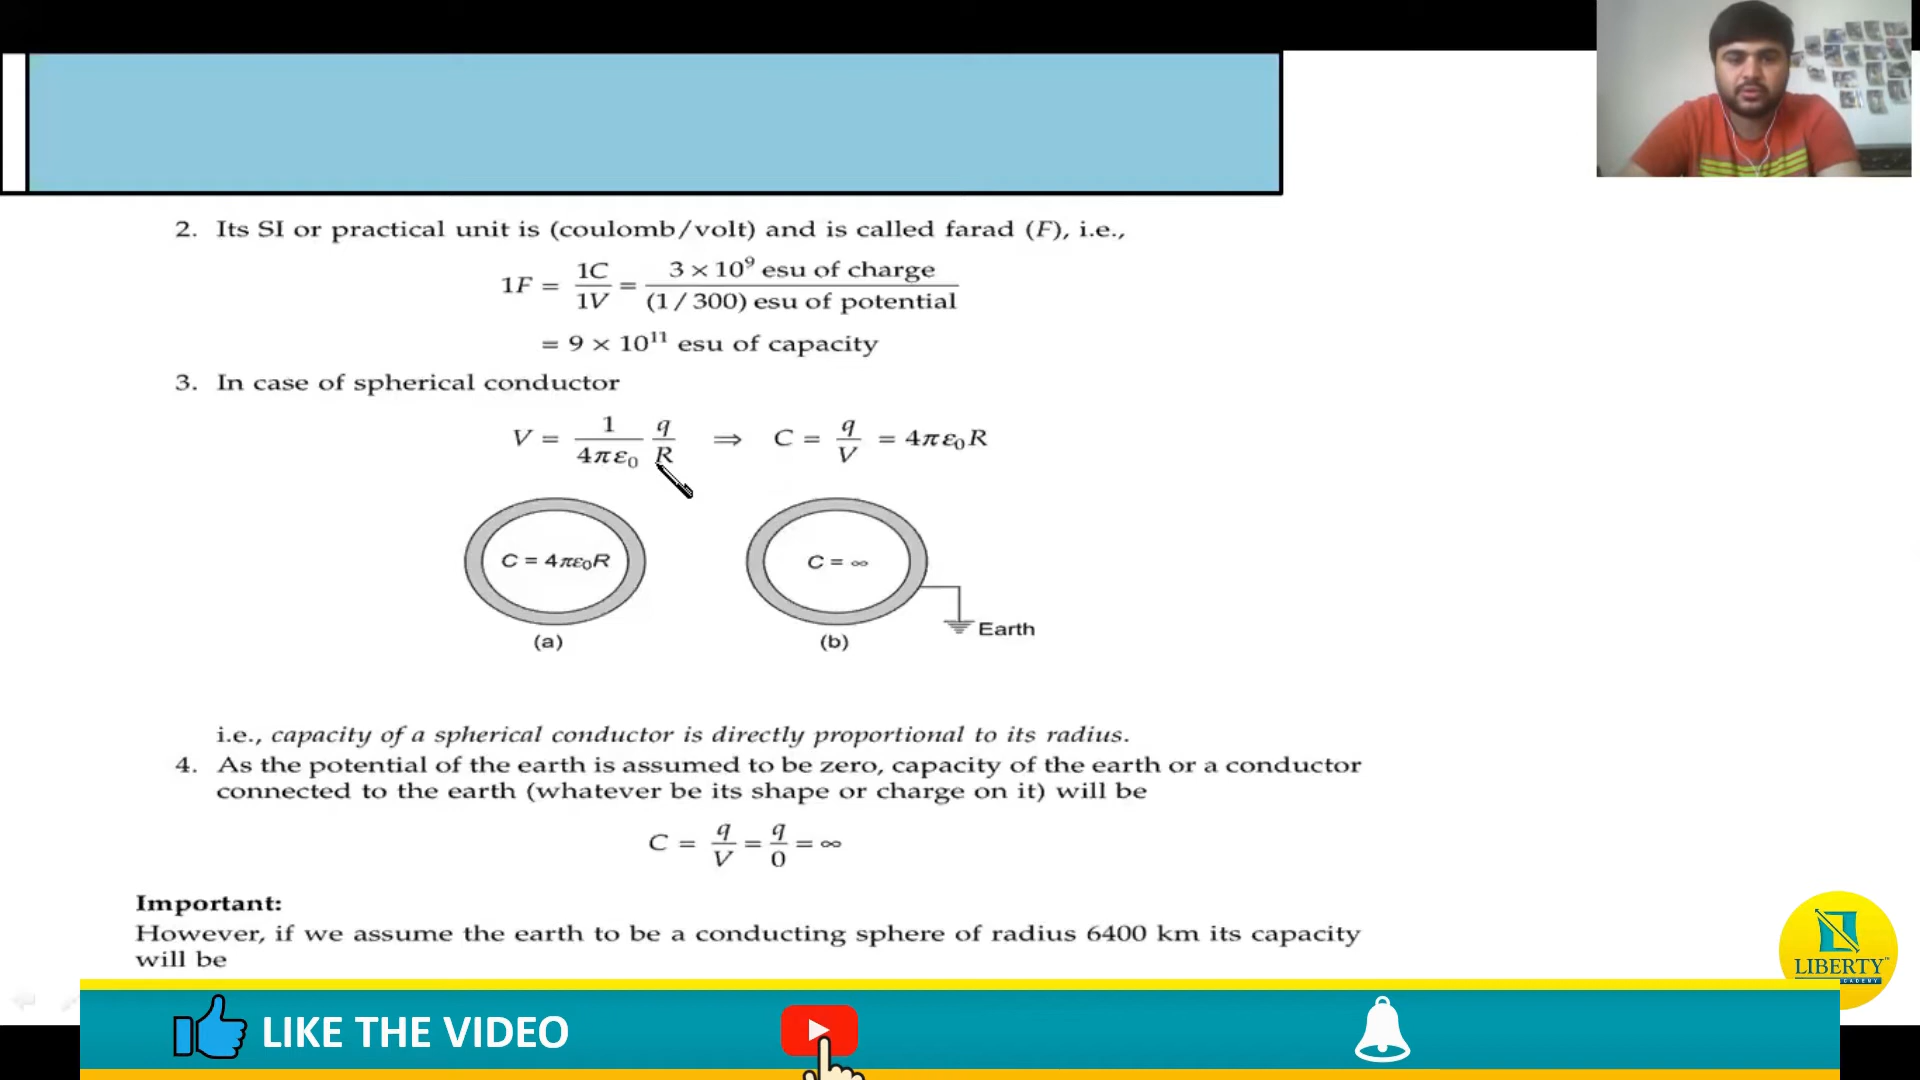 2. Its SI or practical unit is (coulomb/volt) and is called farad (F), i.e.,
1F = 1C/1V = 3 × 10⁹ esu of charge/(1 / 300) esu of potential
= 9 × 10¹¹ esu of capacity
3. In case of spherical conductor
V = 1/4πε₀ q/R ⇒ C = q/V = 4πε₀R
C = 4πε₀R
C = ∞
Earth
(a)
(b)
i.e., capacity of a spherical conductor is directly proportional to its radius.
4. As the potential of the earth is assumed to be zero, capacity of the earth or a conductor
connected to the earth (whatever be its shape or charge on it) will be
C = q/V = q/0 = ∞
Important:
However, if we assume the earth to be a conducting sphere of radius 6400 km its capacity
will be
LIBERTY™
LIKE THE VIDEO